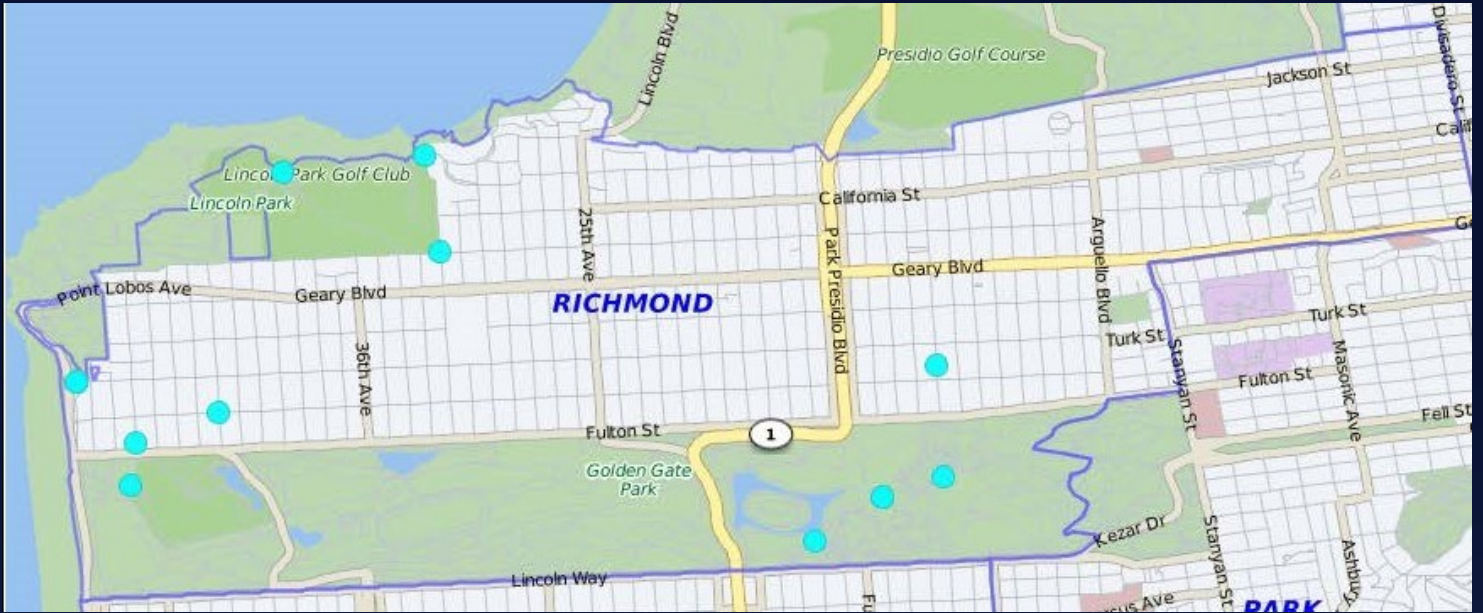 Lincoln Blvd
Presidio Golf Course
Divisadero St
Jackson St
Lincoln Park Golf Club
Lincoln Park
California St
25th Ave
Park Presidio Blvd
Arguello Blvd
Geary Blvd
Point Lobos Ave
Geary Blvd
RICHMOND
36th Ave
Turk St
Turk St
Stanyan St
Masonic Ave
Fulton St
Fell St
Fulton St
1
Golden Gate
Park
Kezar Dr
Stanyan St
Ashbury
Lincoln Way
Fu
PARK